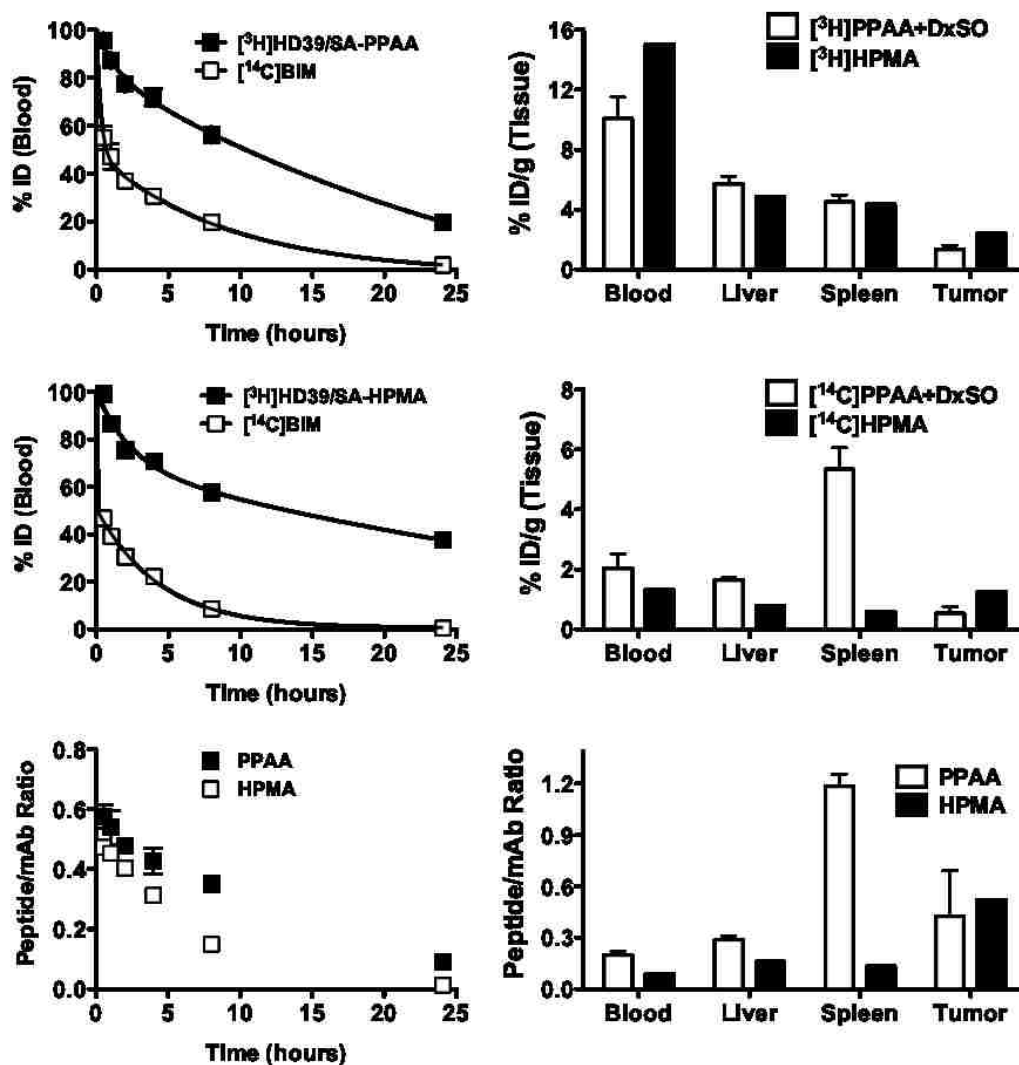 % ID (Blood)
100
80
60
40
20
0
0 5 10 15 20 25
Time (hours)
[³H]HD39/SA-PPAA
[¹⁴C]BIM
% ID/g (Tissue)
16
12
8
4
0
Blood Liver Spleen Tumor
[³H]PPAA+DxSO
[³H]HPMA
% ID (Blood)
100
80
60
40
20
0
0 5 10 15 20 25
Time (hours)
[³H]HD39/SA-HPMA
[¹⁴C]BIM
% ID/g (Tissue)
8
6
4
2
0
Blood Liver Spleen Tumor
[¹⁴C]PPAA+DxSO
[¹⁴C]HPMA
Peptide/mAb Ratio
0.8
0.6
0.4
0.2
0.0
0 5 10 15 20 25
Time (hours)
PPAA
HPMA
Peptide/mAb Ratio
1.2
0.9
0.6
0.3
0.0
Blood Liver Spleen Tumor
PPAA
HPMA